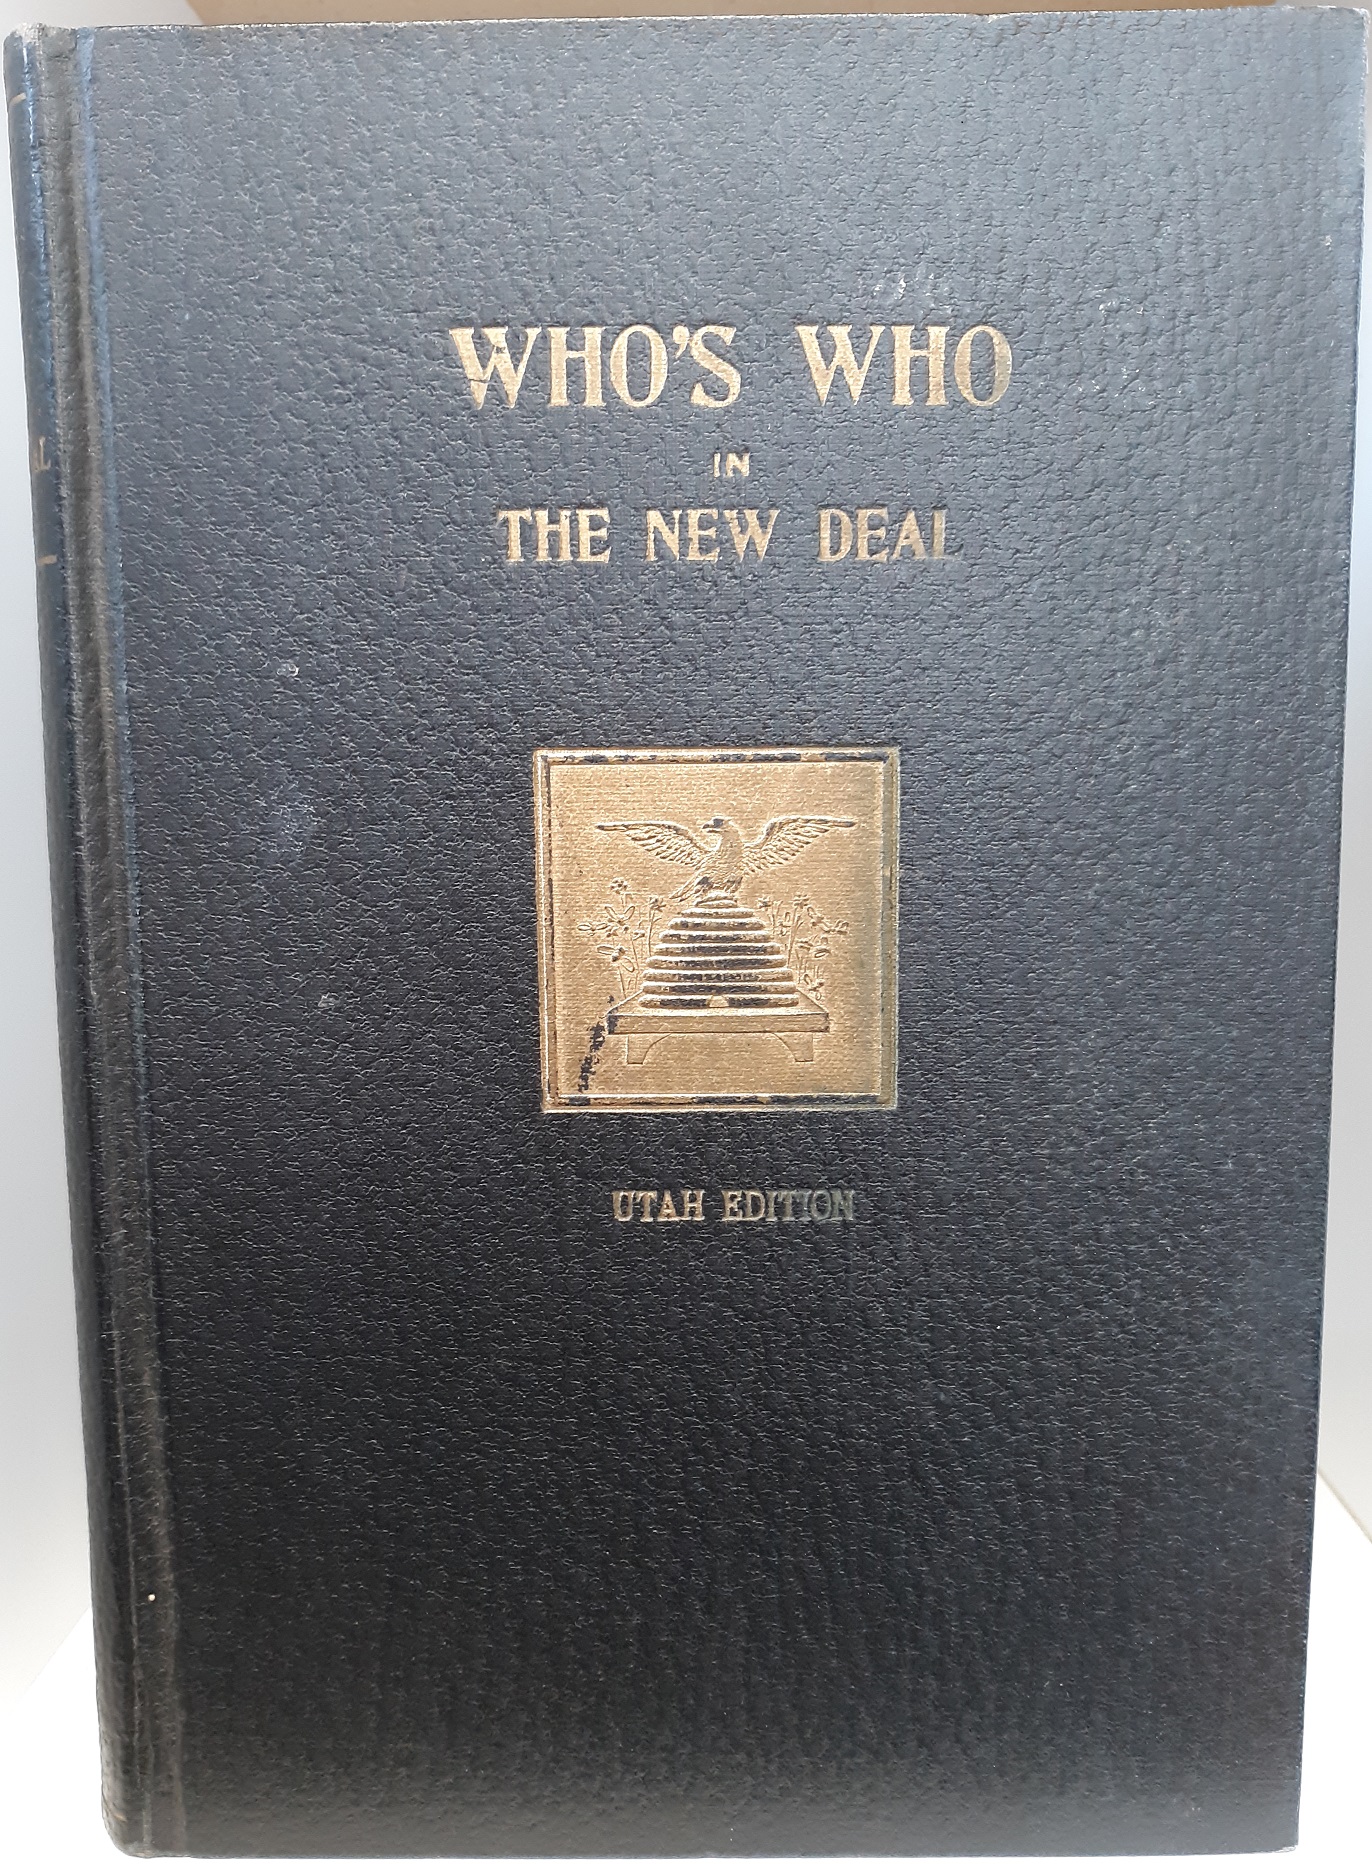 WHO'S WHO
IN
THE NEW DEAL
UTAH EDITION